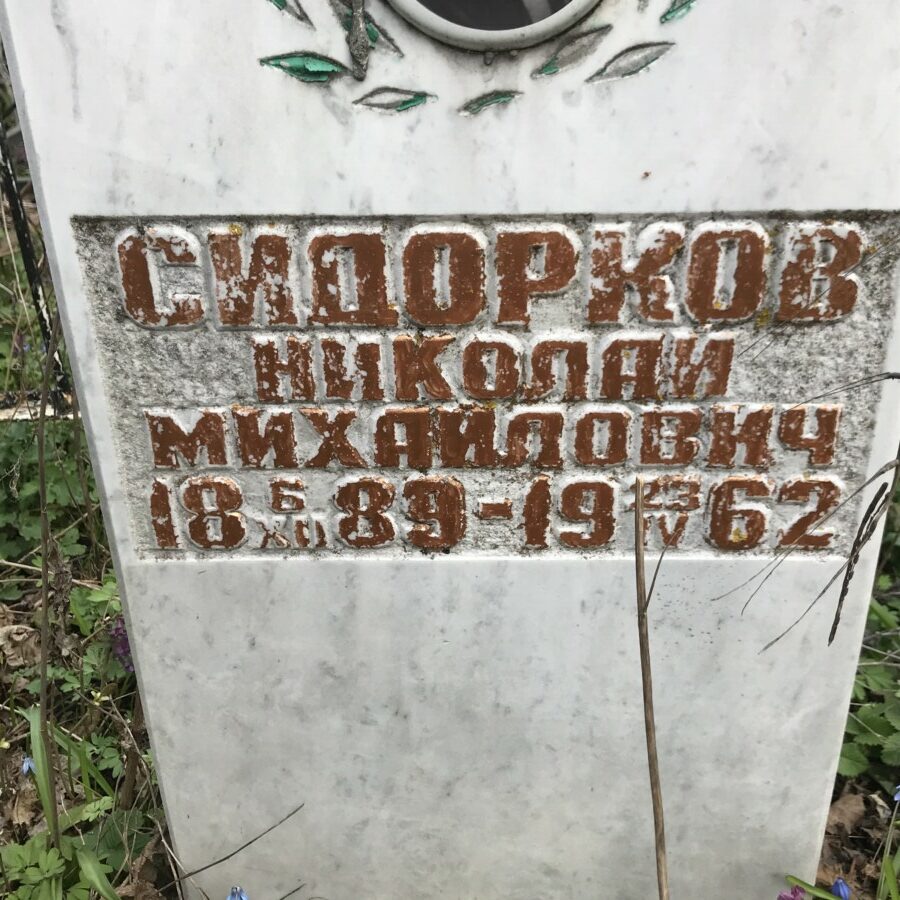 СИДОРКОВ
НИКОЛАЙ
МИХАЙЛОВИЧ
18 6/XII 89-19 23/IV 62